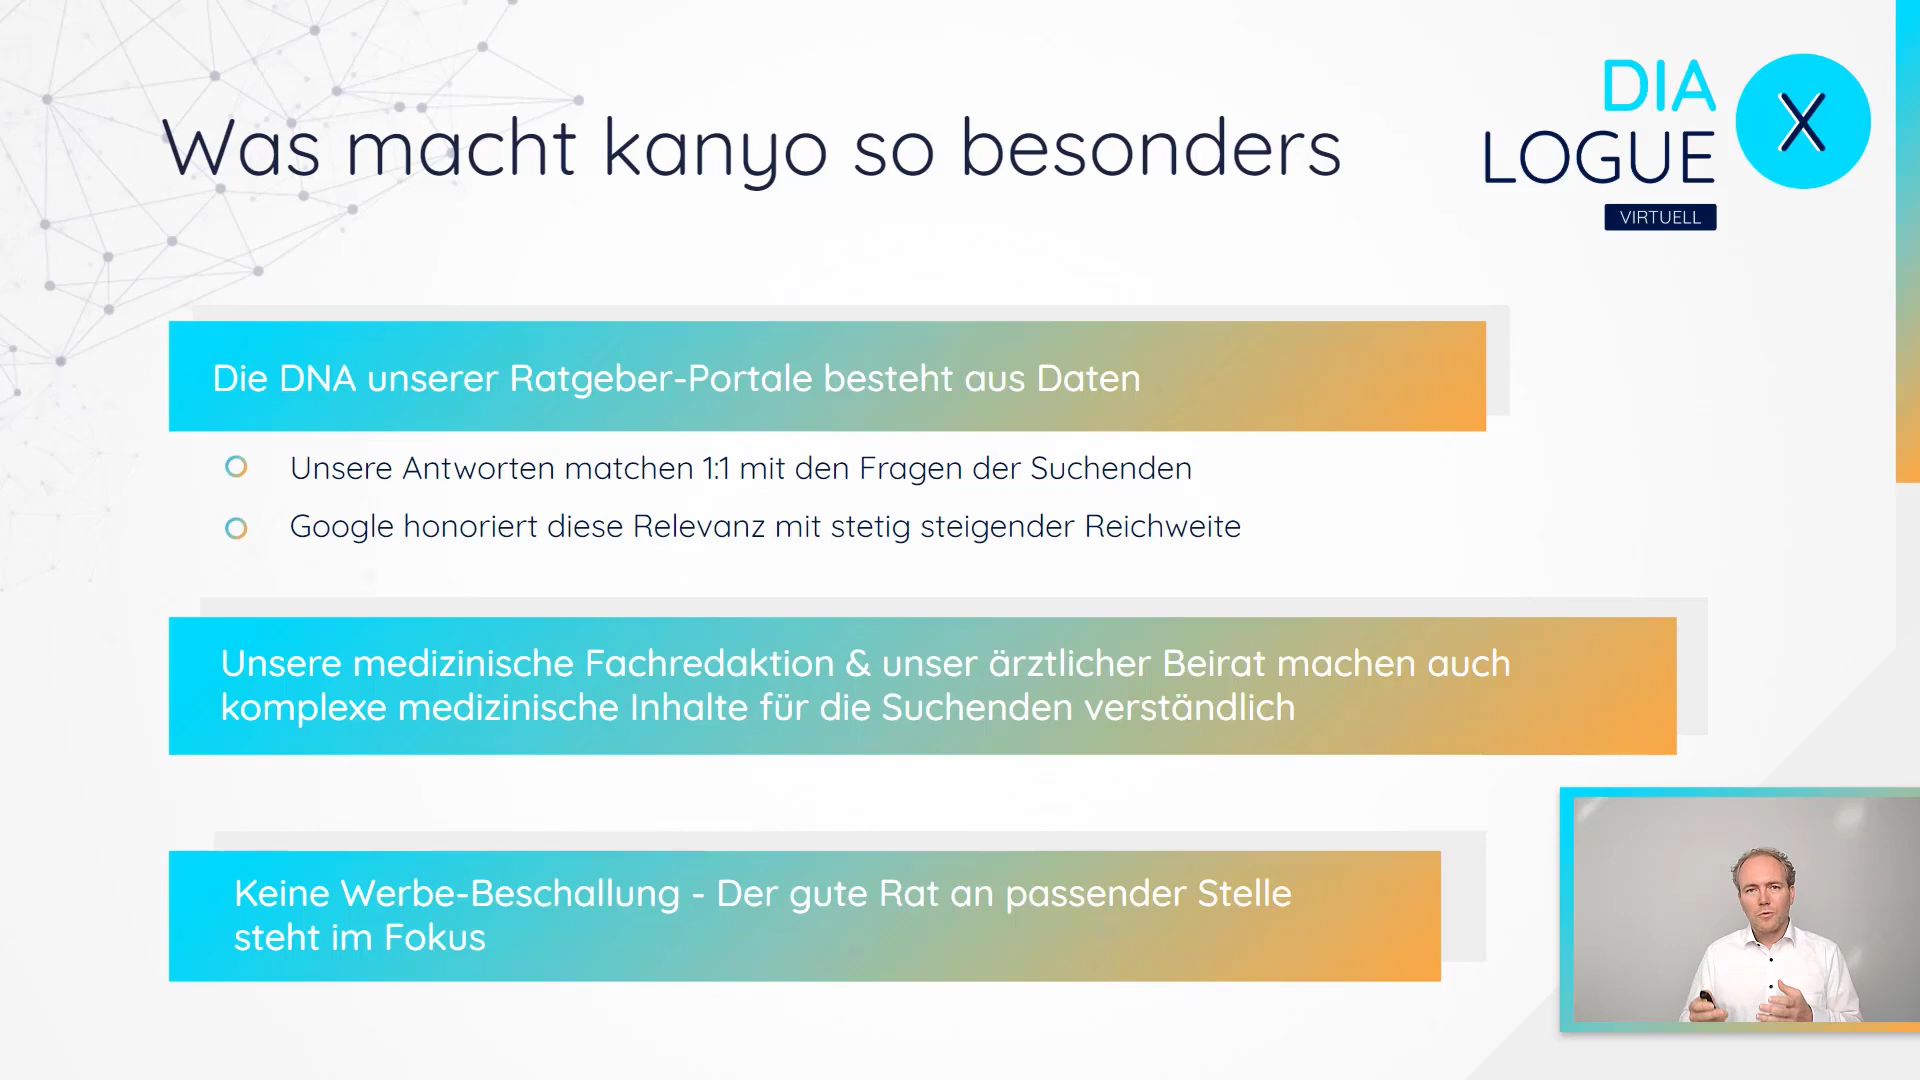 DIA
LOGUE
X
VIRTUELL
Was macht kanyo so besonders
Die DNA unserer Ratgeber-Portale besteht aus Daten
Unsere Antworten matchen 1:1 mit den Fragen der Suchenden
Google honoriert diese Relevanz mit stetig steigender Reichweite
Unsere medizinische Fachredaktion & unser ärztlicher Beirat machen auch
komplexe medizinische Inhalte für die Suchenden verständlich
Keine Werbe-Beschallung - Der gute Rat an passender Stelle
steht im Fokus